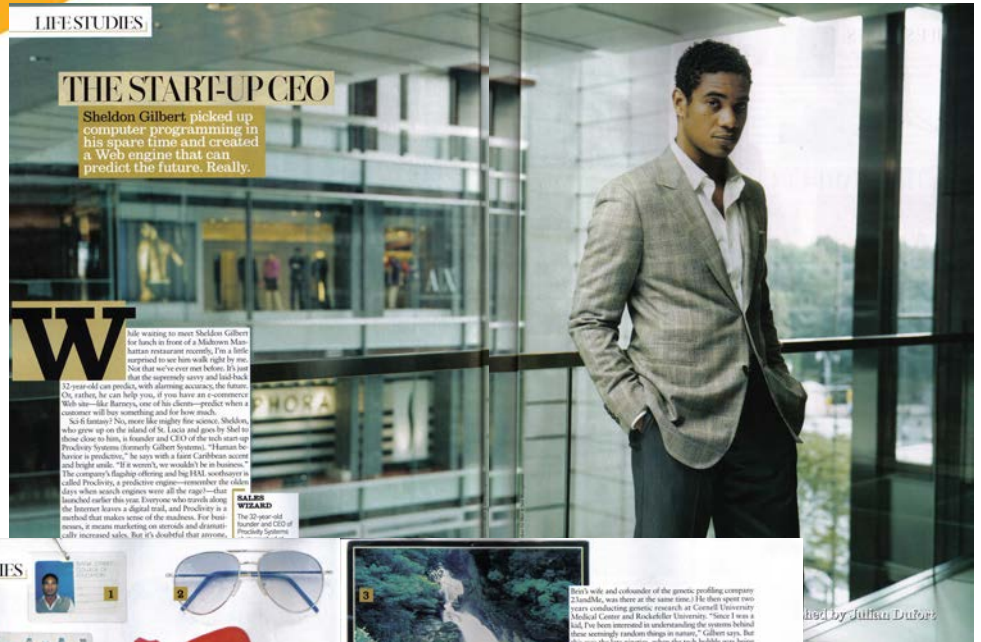 LIFE STUDIES
THE START-UP CEO
Sheldon Gilbert picked up
computer programming in
his spare time and created
a Web engine that can
predict the future. Really.
While waiting to meet Sheldon Gilbert
for lunch in front of a Midtown Man-
hattan restaurant recently, I'm a little
surprised to see him walk right by me.
Not that we've ever met before. It's just
that the supremely savvy and laid-back
32-year-old can predict, with alarming accuracy, the future.
Or, rather, he can help you, if you have an e-commerce
Web site—like Barneys, one of his clients—predict when a
customer will buy something and for how much.
Sci-fi fantasy? No, more like mighty fine science. Sheldon,
who grew up on the island of St. Lucia and goes by Shel to
those close to him, is founder and CEO of the tech start-up
Proclivity Systems (formerly Gilbert Systems). "Human be-
havior is predictive," he says with a faint Caribbean accent
and bright smile. "If it weren't, we wouldn't be in business."
The company's flagship offering and big HAL soothsayer is
called Proclivity, a predictive engine—remember the olden
days when search engines were all the rage?—that
launched earlier this year. Everyone who travels along
the Internet leaves a digital trail, and Proclivity is a
method that makes sense of the madness. For busi-
nesses, it means marketing on steroids and dramati-
cally increased sales. But it's doubtful that anyone,
SALES
WIZARD
The 32-year-old
founder and CEO of
Proclivity Systems
A|X
PHORA
IES
1
2
3
Brin's wife and cofounder of the genetic profiling company
23andMe, was there at the same time.) He then spent two
years conducting genetic research at Cornell University
Medical Center and Rockefeller University. "Since I was a
kid, I've been interested in understanding the systems behind
these seemingly random things in nature," Gilbert says. But
hed by Julian Dufort